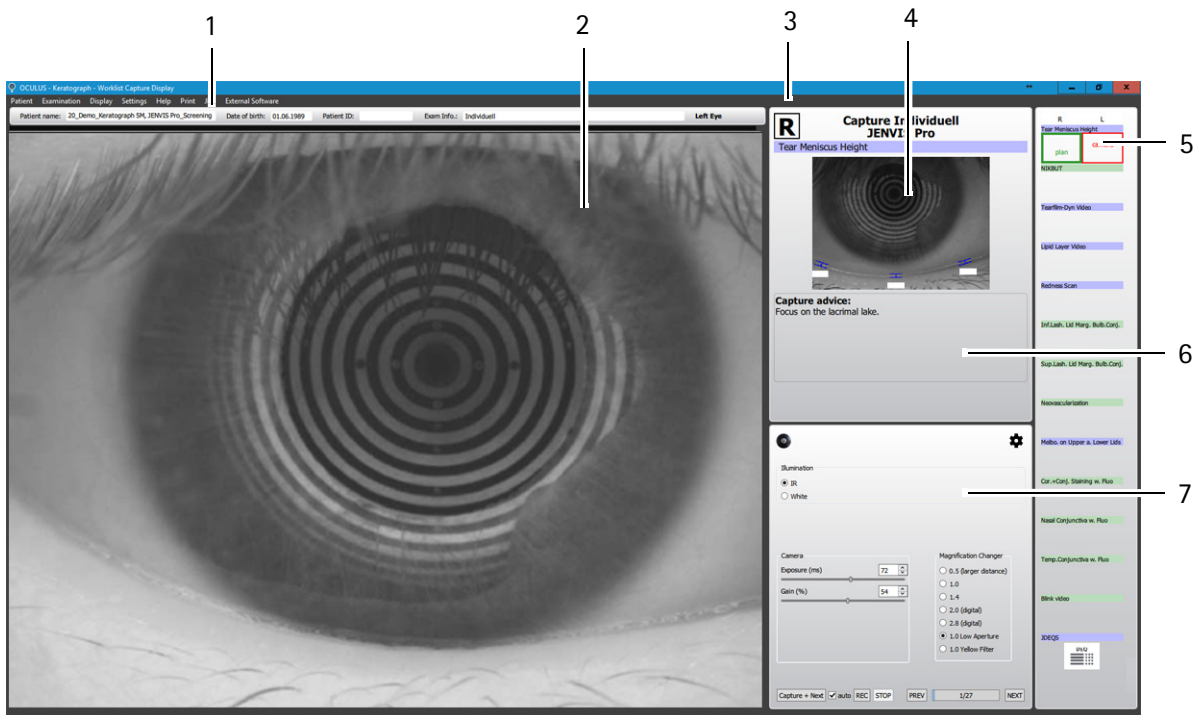 1
2
3
4
OCULUS - Keratograph - Worklist Capture Display
Patient Examination Display Settings Help Print External Software
Patient name: 20_Demo_Keratograph 5M, JENVIS Pro_Screening Date of birth: 01.06.1989 Patient ID: Exam Info.: Individuell Left Eye
R
Capture Individuell
JENVIS Pro
Tear Meniscus Height
Capture advice:
Focus on the lacrimal lake.
Illumination
IR
White
Camera
Exposure (ms) 72
Gain (%) 54
Magnification Changer
0.5 (larger distance)
1.0
1.4
2.0 (digital)
2.8 (digital)
1.0 Low Aperture
1.0 Yellow Filter
Capture + Next auto REC STOP PREV 1/27 NEXT
R L
Tear Meniscus Height
plan
NIKBUT
Tearfilm-Dyn Video
Lipid Layer Video
Redness Scan
Inf.Lash. Lid Marg. Bulb.Conj.
Sup.Lash. Lid Marg. Bulb.Conj.
Neovascularization
Meibo. on Upper a. Lower Lids
Cor.+Conj. Staining w. Fluo
Nasal Conjunctiva w. Fluo
Temp.Conjunctiva w. Fluo
Blink video
JDEQS
5
6
7